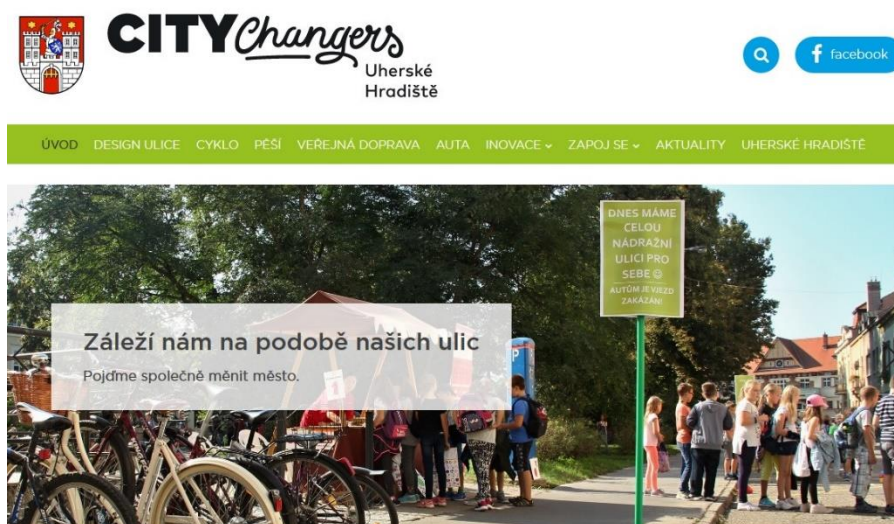 CITYChangers
Uherské
Hradiště
facebook
ÚVOD DESIGN ULICE CYKLO PĚŠÍ VEŘEJNÁ DOPRAVA AUTA INOVACE ZAPOJ SE AKTUALITY UHERSKÉ HRADIŠTĚ
DNES MÁME
CELOU
NÁDRAŽNÍ
ULICI PRO
SEBE ☺
AUTŮM JE VJEZD
ZAKÁZÁN!
Záleží nám na podobě našich ulic
Pojďme společně měnit město.